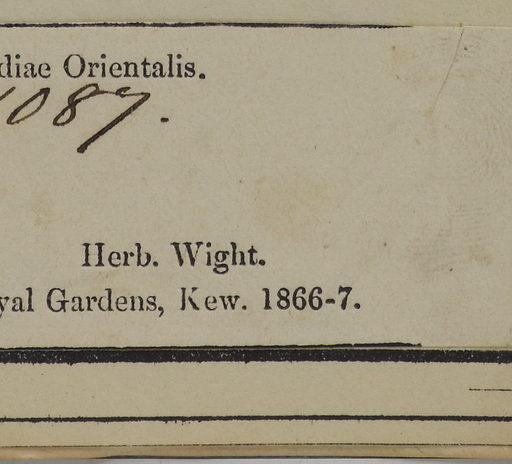 diae Orientalis.
1087.
Herb. Wight.
yal Gardens, Kew. 1866-7.